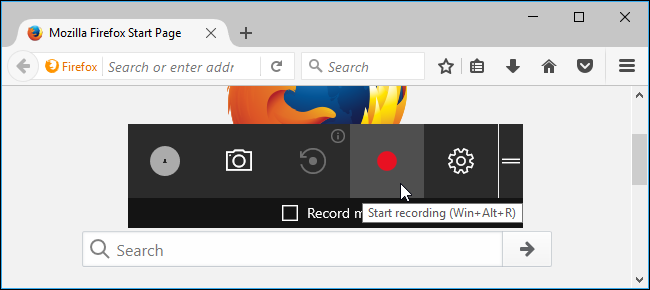 Mozilla Firefox Start Page
Firefox Search or enter addr Search
Record m
Start recording (Win+Alt+R)
Search